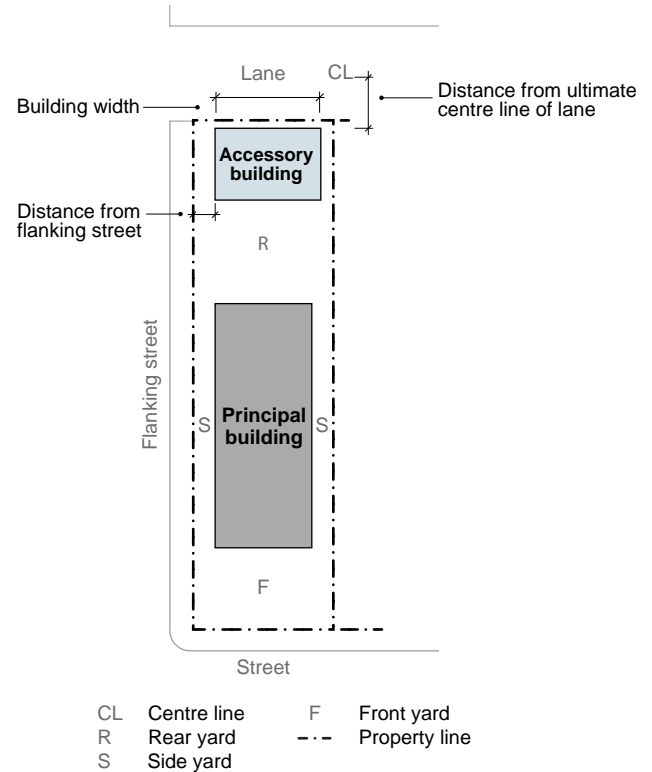 Lane
CL
Distance from ultimate
centre line of lane
Building width
Accessory
building
Distance from
flanking street
R
Flanking street
S
Principal
building
S
F
Street
CL Centre line
R Rear yard
S Side yard
F Front yard
Property line